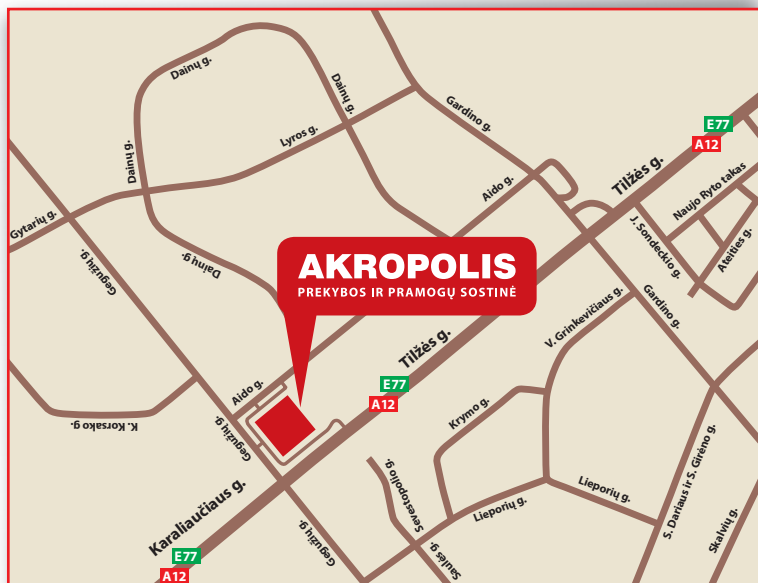 Dainų g.
Dainų g.
Gardino g.
E77
A12
Lyros g.
Dainų g.
Tilžės g.
Naujo Ryto takas
Aido g.
Gytarių g.
J. Sondeckio g.
Ateities g.
Gegužių g.
Dainų g.
AKROPOLIS
PREKYBOS IR PRAMOGŲ SOSTINĖ
Gardino g.
V. Grinkevičiaus g.
Tilžės g.
E77
A12
Aido g.
Krymo g.
K. Korsako g.
Gegužių g.
S. Dariaus ir S. Girėno g.
Sevestopolio g.
Lieporių g.
Lieporių g.
Karaliaučiaus g.
Skalvių g.
Gegužių g.
Saulės g.
E77
A12